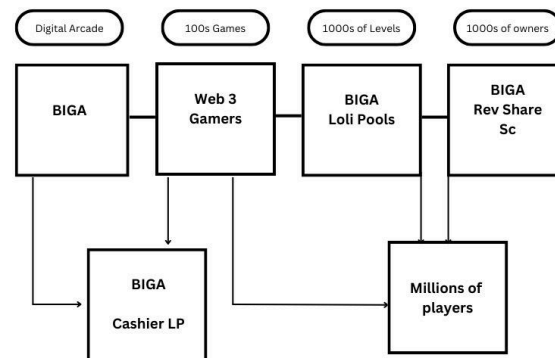 Digital Arcade
100s Games
1000s of Levels
1000s of owners
BIGA
Web 3
Gamers
BIGA
Loli Pools
BIGA
Rev Share
Sc
BIGA
Cashier LP
Millions of
players